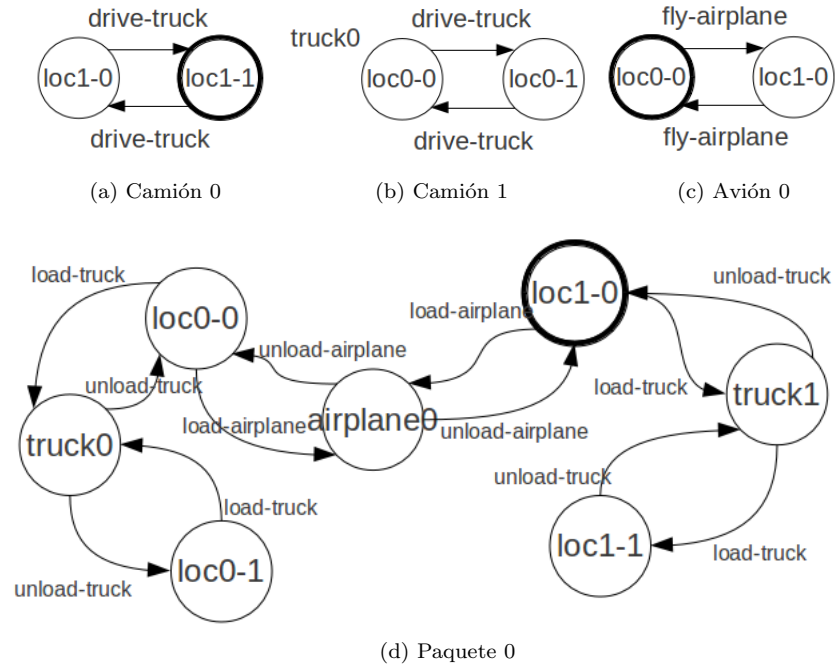 drive-truck
loc1-0
loc1-1
drive-truck
(a) Camión 0
truck0
drive-truck
loc0-0
loc0-1
drive-truck
(b) Camión 1
fly-airplane
loc0-0
loc1-0
fly-airplane
(c) Avión 0
load-truck
loc0-0
loc1-0
unload-truck
load-airplane
unload-airplane
unload-truck
load-truck
truck1
truck0
load-airplane
airplane0
unload-airplane
unload-truck
load-truck
loc0-1
loc1-1
load-truck
unload-truck
(d) Paquete 0